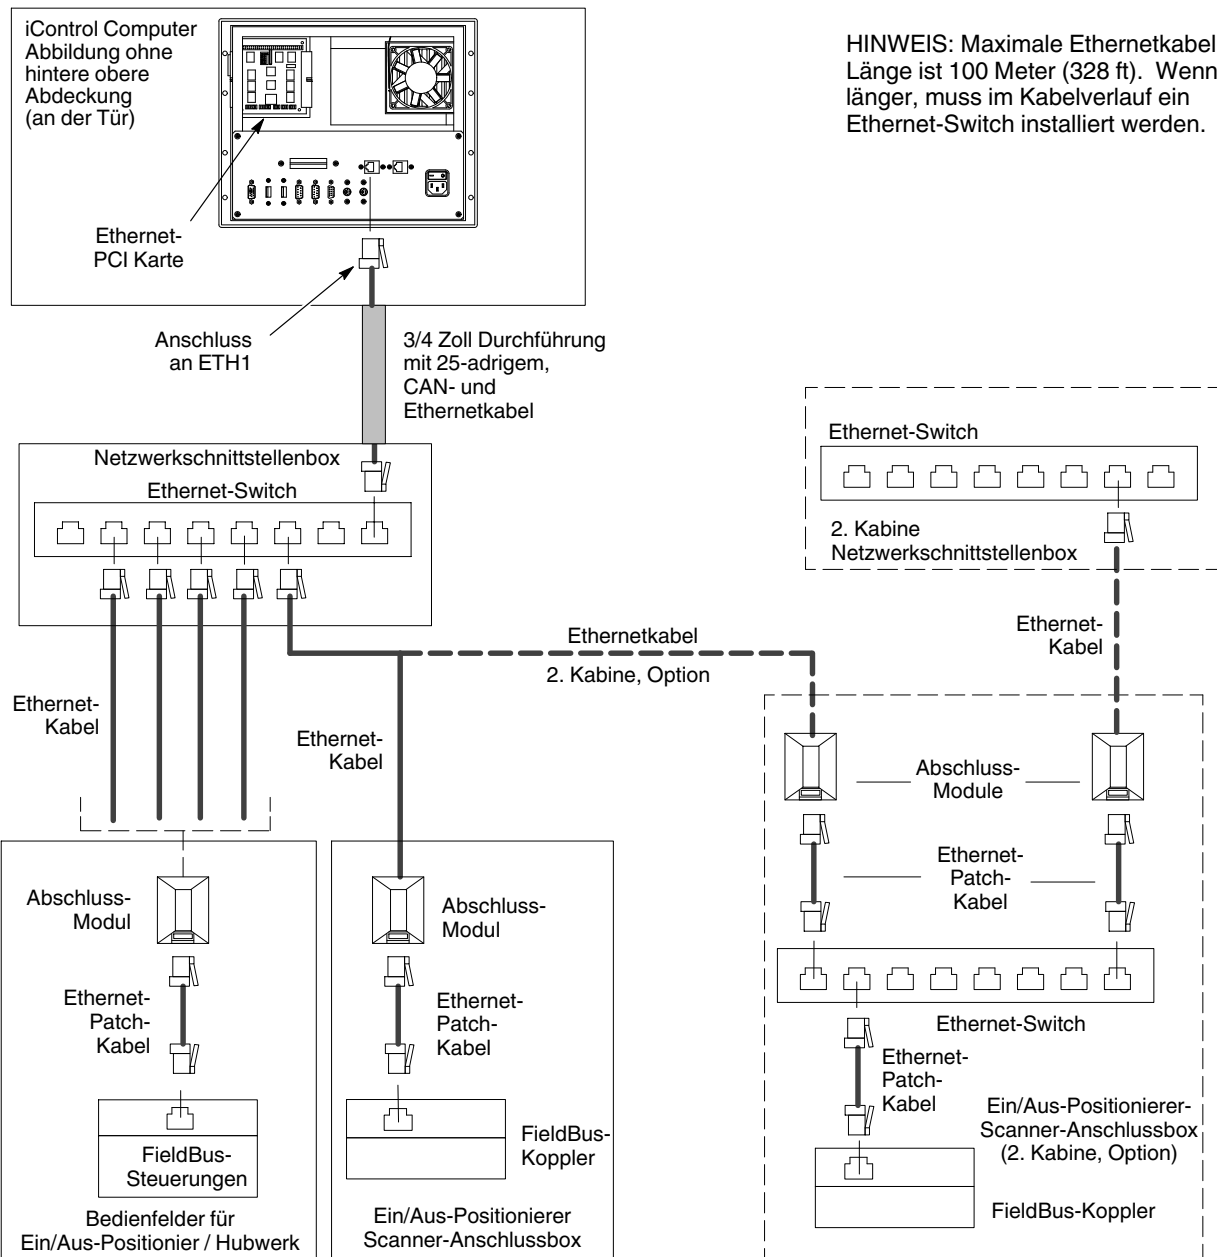 iControl Computer
Abbildung ohne
hintere obere
Abdeckung
(an der Tür)
HINWEIS: Maximale Ethernetkabel
Länge ist 100 Meter (328 ft). Wenn
länger, muss im Kabelverlauf ein
Ethernet-Switch installiert werden.
Ethernet-
PCI Karte
Anschluss
an ETH1
3/4 Zoll Durchführung
mit 25-adrigem,
CAN- und
Ethernetkabel
Netzwerkschnittstellenbox
Ethernet-Switch
Ethernet-Switch
2. Kabine
Netzwerkschnittstellenbox
Ethernetkabel
2. Kabine, Option
Ethernet-
Kabel
Ethernet-
Kabel
Ethernet-
Kabel
Abschluss-
Module
Ethernet-
Patch-
Kabel
Abschluss-
Modul
Abschluss-
Modul
Ethernet-
Patch-
Kabel
Ethernet-
Patch-
Kabel
Ethernet-Switch
Ethernet-
Patch-
Kabel
FieldBus-
Steuerungen
FieldBus-
Koppler
Ein/Aus-Positionierer-
Scanner-Anschlussbox
(2. Kabine, Option)
FieldBus-Koppler
Bedienfelder für
Ein/Aus-Positionier / Hubwerk
Ein/Aus-Positionierer
Scanner-Anschlussbox